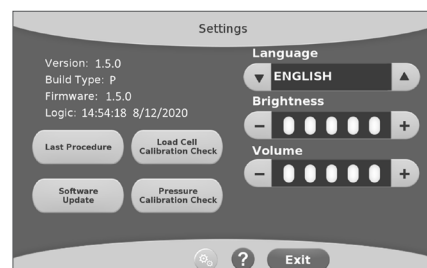 Settings
Version: 1.5.0
Build Type: P
Firmware: 1.5.0
Logic: 14:54:18 8/12/2020
Last Procedure
Load Cell
Calibration Check
Software
Update
Pressure
Calibration Check
Language
ENGLISH
Brightness
Volume
?
Exit